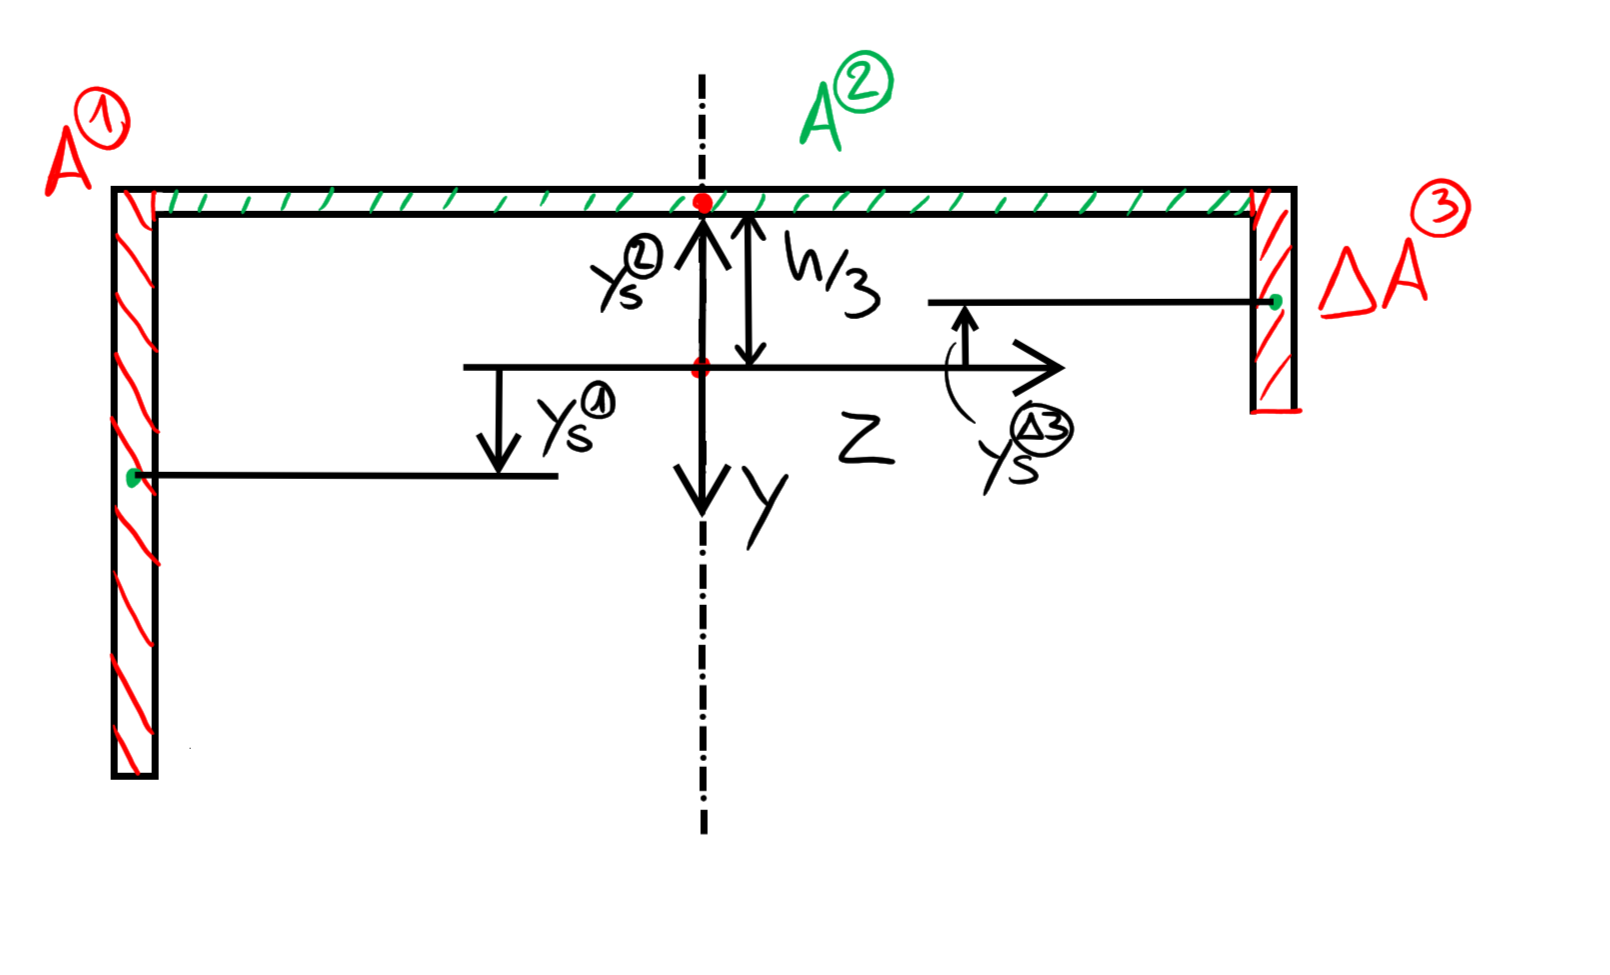 A①
A②
ΔA③
ys②
h/3
ys①
ysΔ3
z
y